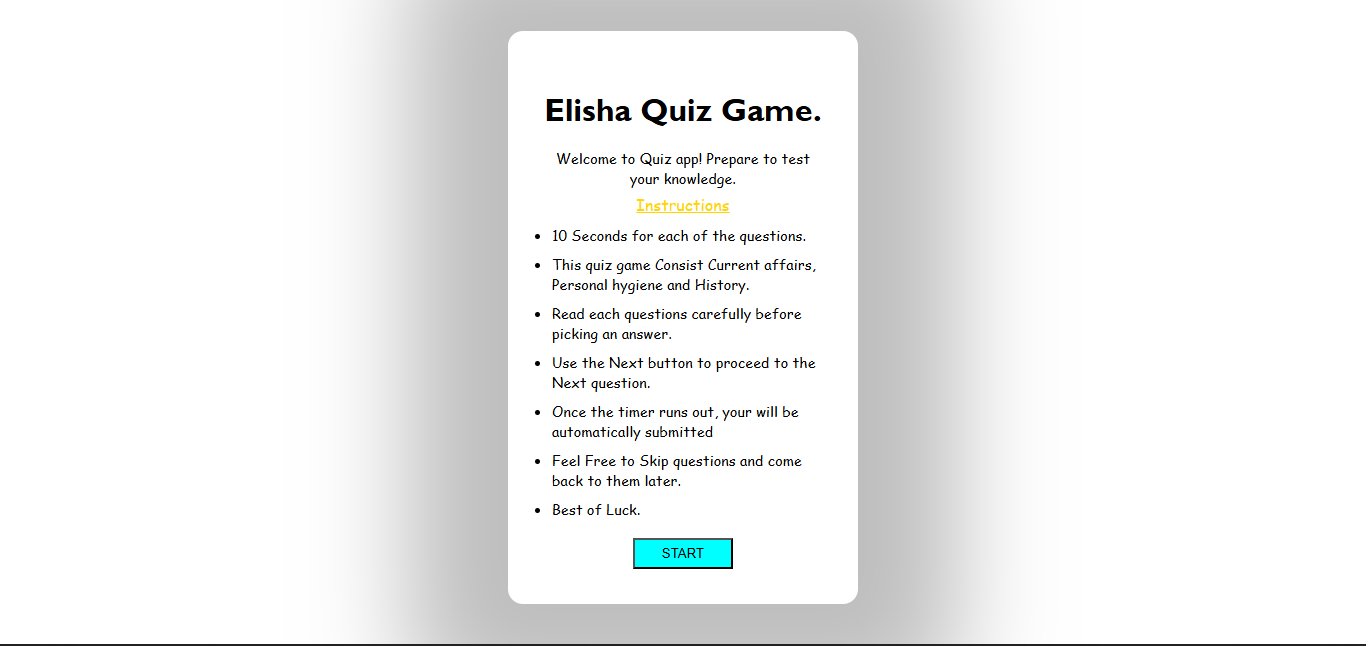 Elisha Quiz Game.
Welcome to Quiz app! Prepare to test
your knowledge.
Instructions
• 10 Seconds for each of the questions.
• This quiz game Consist Current affairs,
Personal hygiene and History.
• Read each questions carefully before
picking an answer.
• Use the Next button to proceed to the
Next question.
• Once the timer runs out, your will be
automatically submitted
• Feel Free to Skip questions and come
back to them later.
• Best of Luck.
START